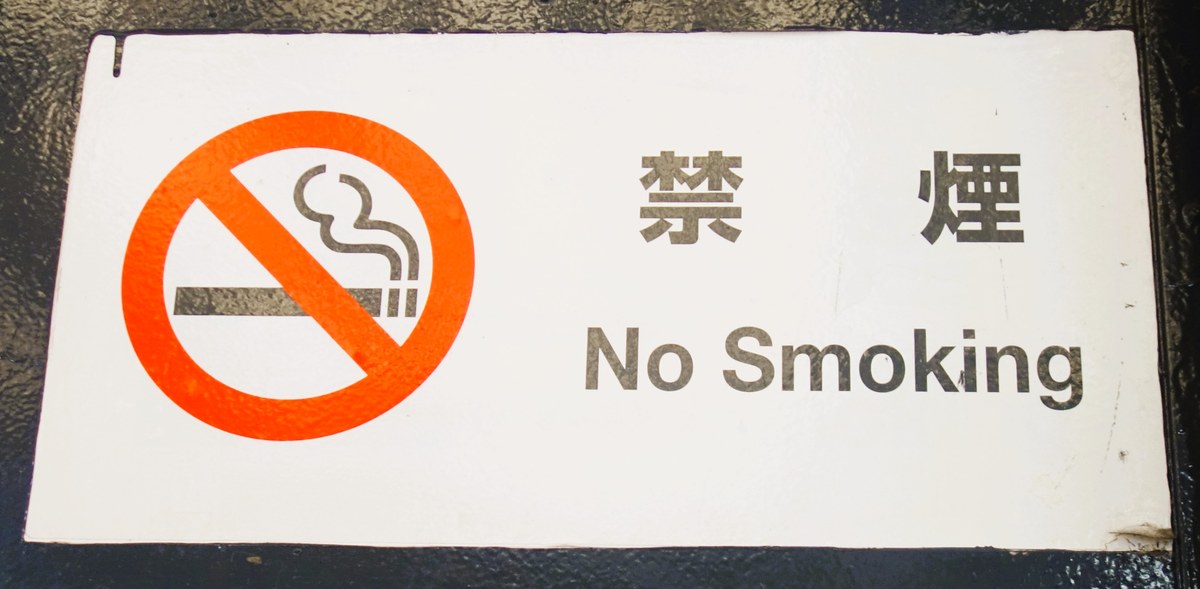 禁 煙
No Smoking